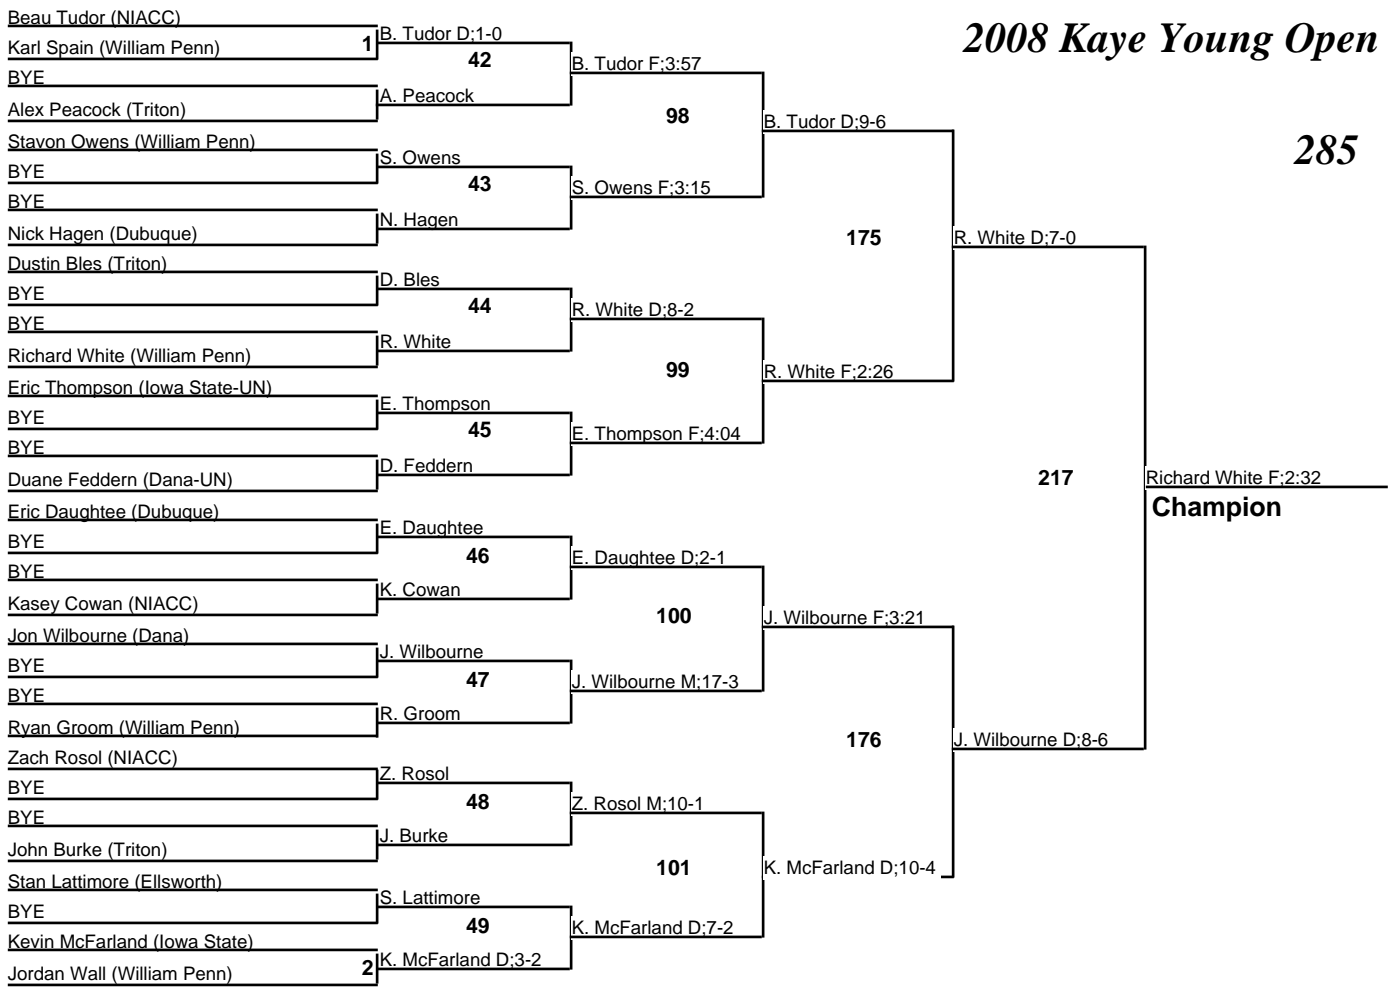 2008 Kaye Young Open
285
Beau Tudor (NIACC)
Karl Spain (William Penn)
BYE
Alex Peacock (Triton)
Stavon Owens (William Penn)
BYE
BYE
Nick Hagen (Dubuque)
Dustin Bles (Triton)
BYE
BYE
Richard White (William Penn)
Eric Thompson (Iowa State-UN)
BYE
BYE
Duane Feddern (Dana-UN)
Eric Daughtee (Dubuque)
BYE
BYE
Kasey Cowan (NIACC)
Jon Wilbourne (Dana)
BYE
BYE
Ryan Groom (William Penn)
Zach Rosol (NIACC)
BYE
BYE
John Burke (Triton)
Stan Lattimore (Ellsworth)
BYE
Kevin McFarland (Iowa State)
Jordan Wall (William Penn)
1
2
B. Tudor D;1-0
42
A. Peacock
S. Owens
43
N. Hagen
D. Bles
44
R. White
E. Thompson
45
D. Feddern
E. Daughtee
46
K. Cowan
J. Wilbourne
47
R. Groom
Z. Rosol
48
J. Burke
S. Lattimore
49
K. McFarland D;3-2
B. Tudor F;3:57
98
S. Owens F;3:15
R. White D;8-2
99
E. Thompson F;4:04
E. Daughtee D;2-1
100
J. Wilbourne M;17-3
Z. Rosol M;10-1
101
K. McFarland D;7-2
B. Tudor D;9-6
175
R. White F;2:26
J. Wilbourne F;3:21
176
K. McFarland D;10-4
R. White D;7-0
217
J. Wilbourne D;8-6
Richard White F;2:32
Champion